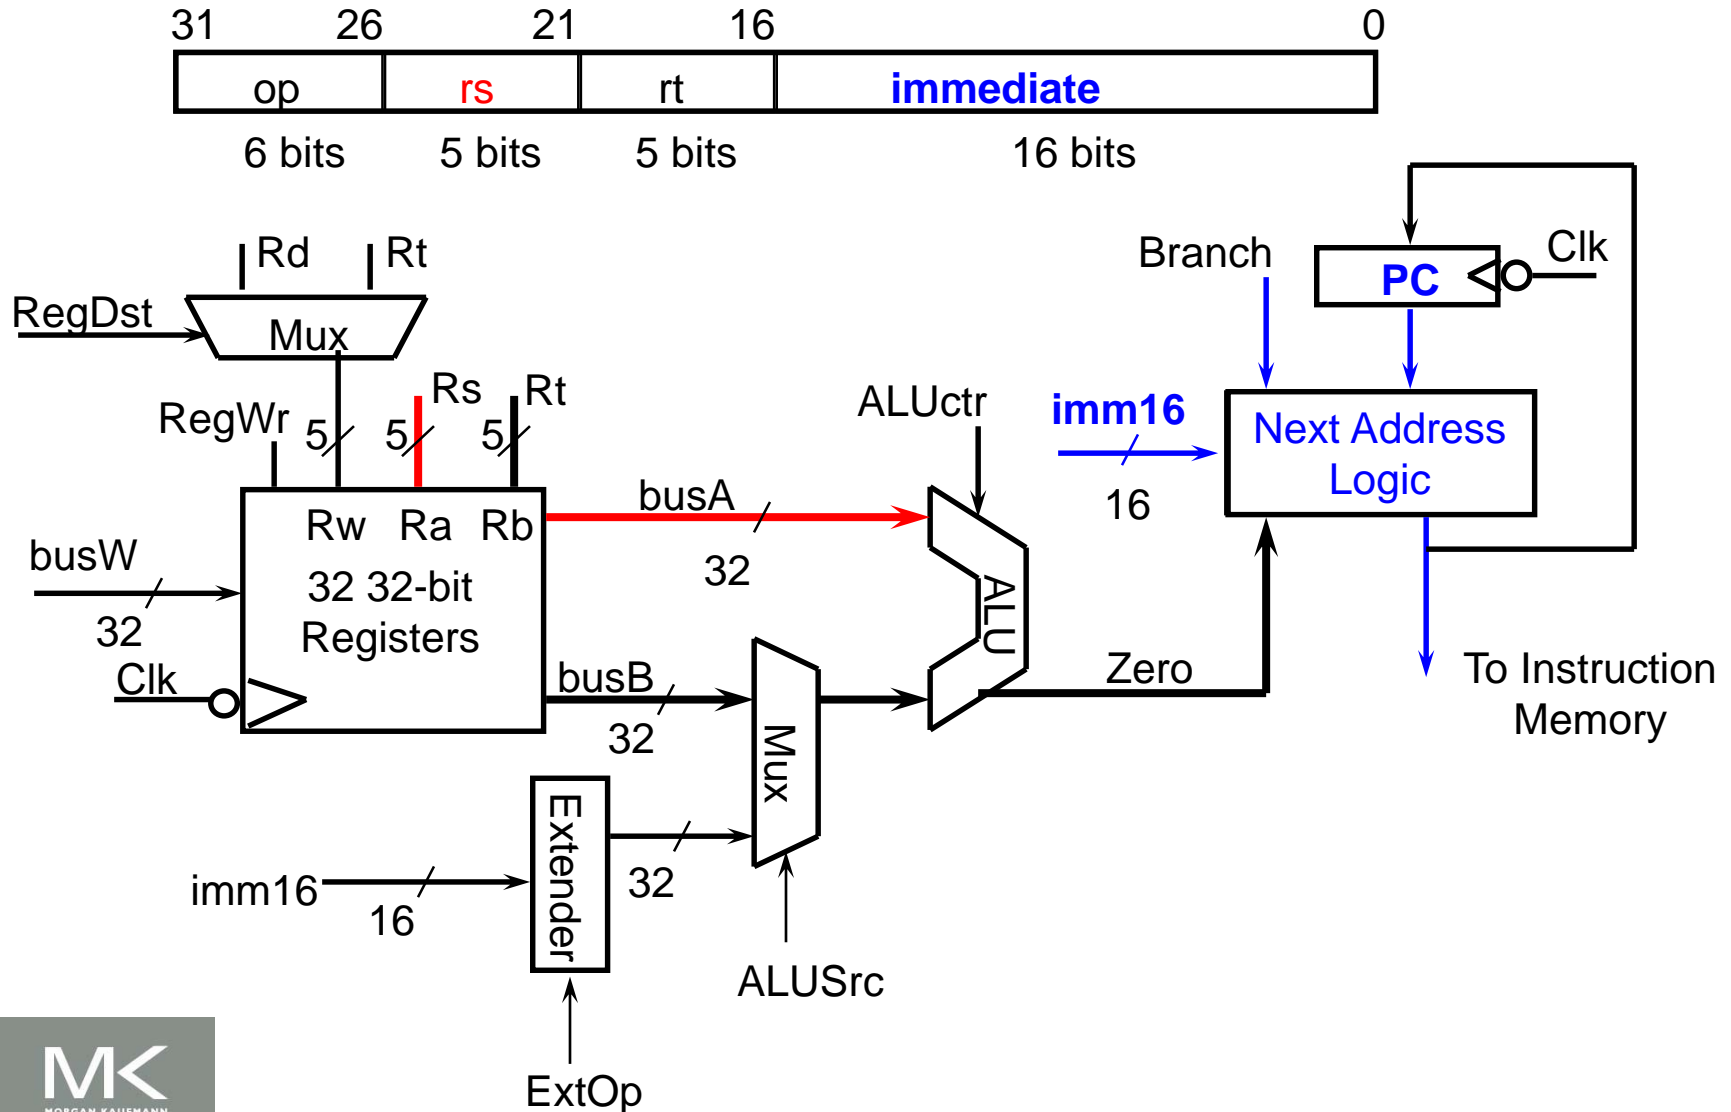 31 26 21 16 0
op rs rt immediate
6 bits 5 bits 5 bits 16 bits
Rd Rt
RegDst
Mux
RegWr
5
5
5
Rs
Rt
Rw Ra Rb
32 32-bit
Registers
busW
32
Clk
busA
32
busB
32
Mux
Extender
imm16
16
32
ALUSrc
ExtOp
ALUctr
ALU
Zero
Branch
PC
Clk
imm16
16
Next Address
Logic
To Instruction
Memory
MK
MORGAN KAUFMANN